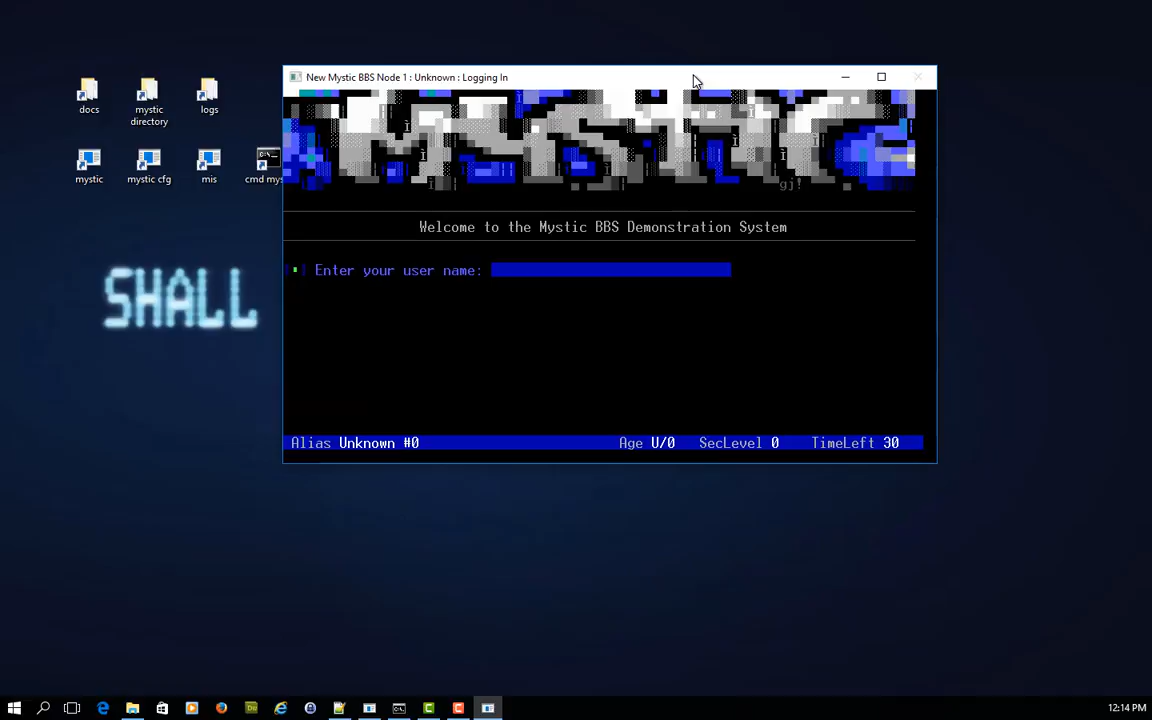 New Mystic BBS Node 1 : Unknown : Logging In
docs
mystic directory
logs
MYSTIC
mystic
mystic cfg
mis
cmd mys
gj!
Welcome to the Mystic BBS Demonstration System
Enter your user name:
SHALL
Alias Unknown #0 Age U/0 SecLevel 0 TimeLeft 30
12:14 PM